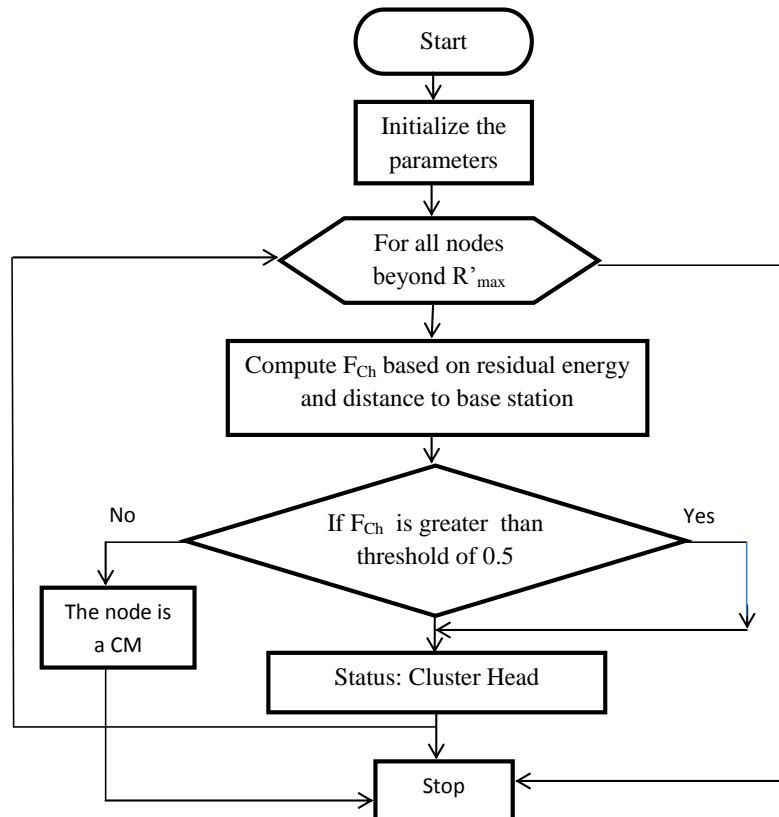 Start
Initialize the
parameters
For all nodes
beyond R'max
Compute FCh based on residual energy
and distance to base station
No
If FCh is greater than
threshold of 0.5
Yes
The node is
a CM
Status: Cluster Head
Stop